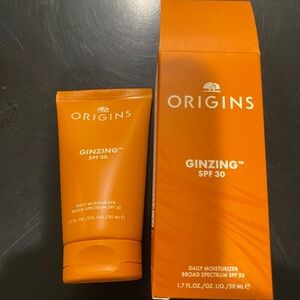 ORIGINS
GINZING™
SPF 30
DAILY MOISTURIZER
BROAD SPECTRUM SPF 30
1.7 FL.OZ./OZ. LIQ./50 ML ℮
ORIGINS
GINZING™
SPF 30
DAILY MOISTURIZER
BROAD SPECTRUM SPF 30
1.7 FL.OZ./OZ. LIQ./50 ML ℮